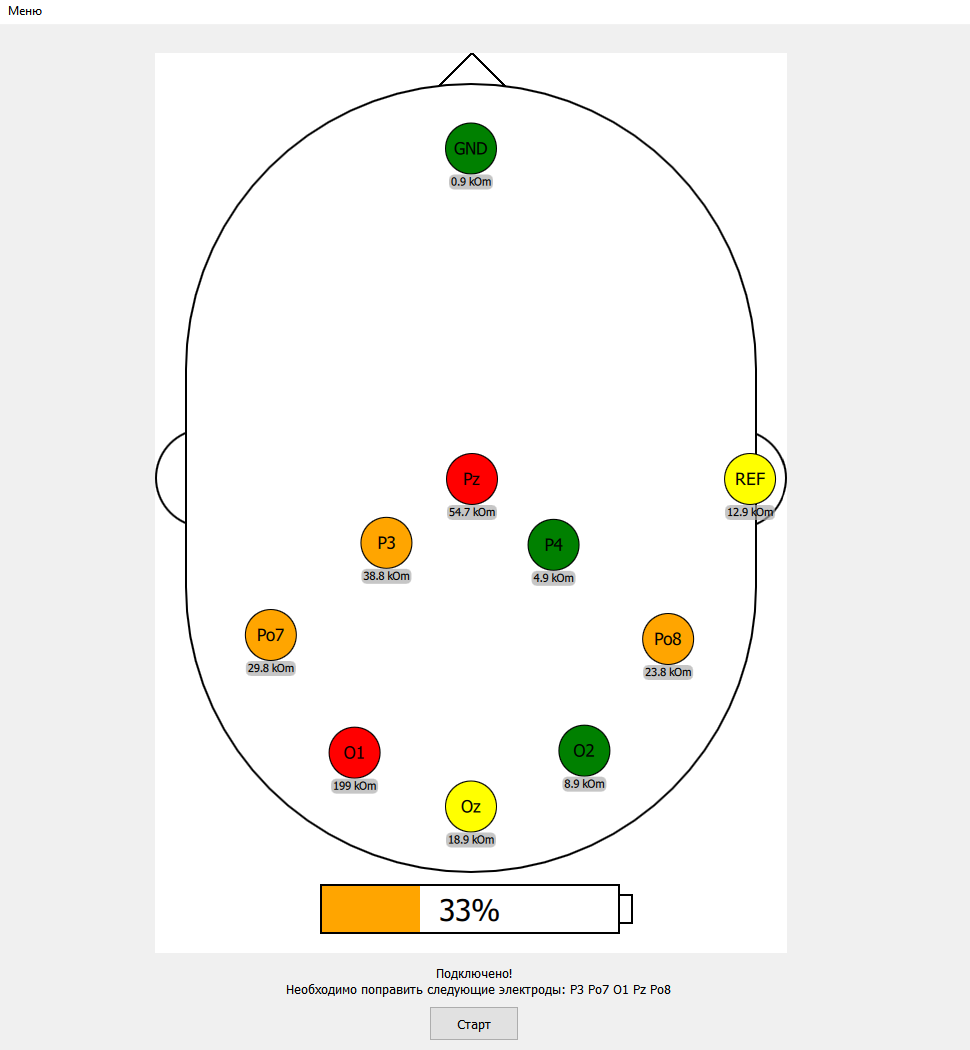 Меню
GND
0.9 kOm
Pz
54.7 kOm
REF
12.9 kOm
P3
38.8 kOm
P4
4.9 kOm
Po7
29.8 kOm
Po8
23.8 kOm
O1
199 kOm
O2
8.9 kOm
Oz
18.9 kOm
33%
Подключено!
Необходимо поправить следующие электроды: P3 Po7 O1 Pz Po8
Старт